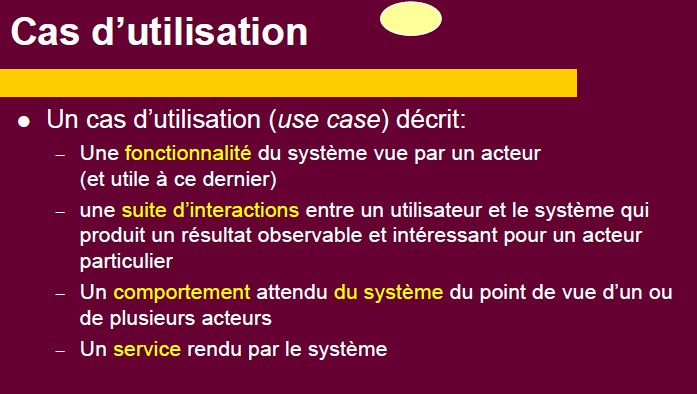 Cas d’utilisation
● Un cas d’utilisation (use case) décrit:
– Une fonctionnalité du système vue par un acteur
(et utile à ce dernier)
– une suite d’interactions entre un utilisateur et le système qui
produit un résultat observable et intéressant pour un acteur
particulier
– Un comportement attendu du système du point de vue d’un ou
de plusieurs acteurs
– Un service rendu par le système